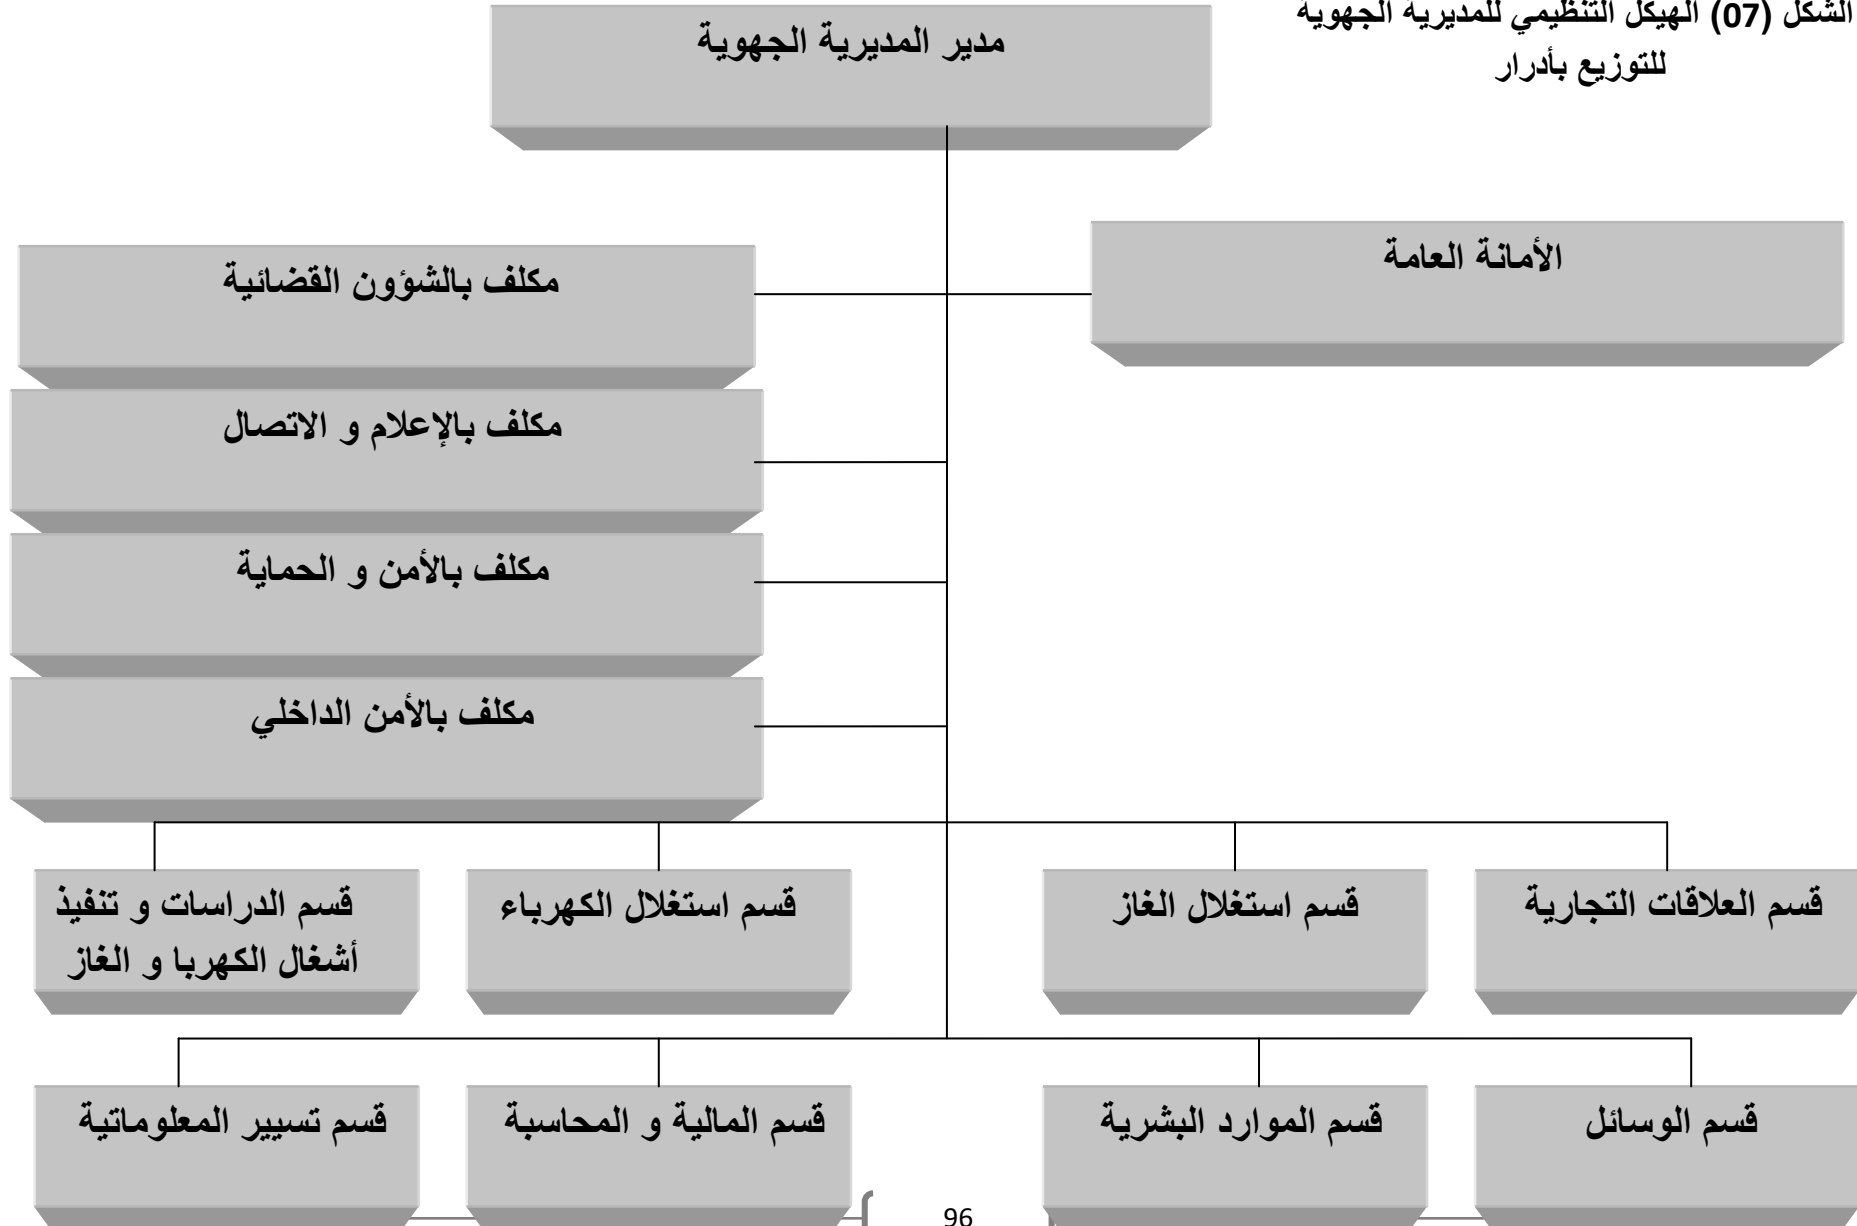 الشكل (07) الهيكل التنظيمي للمديرية الجهوية
للتوزيع بأدرار
مدير المديرية الجهوية
الأمانة العامة
مكلف بالشؤون القضائية
مكلف بالإعلام و الاتصال
مكلف بالأمن و الحماية
مكلف بالأمن الداخلي
قسم العلاقات التجارية
قسم استغلال الغاز
قسم استغلال الكهرباء
قسم الدراسات و تنفيذ
أشغال الكهربا و الغاز
قسم الوسائل
قسم الموارد البشرية
قسم المالية و المحاسبة
قسم تسيير المعلوماتية
96